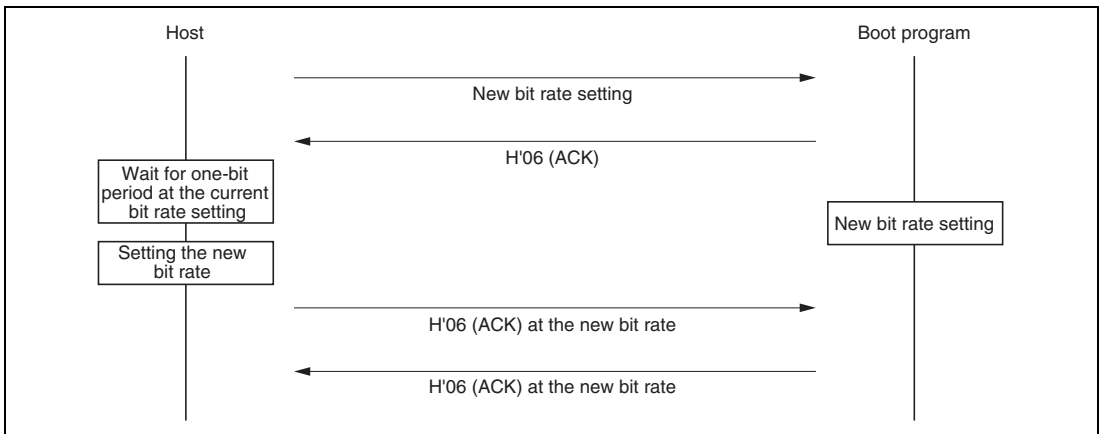 Host
Boot program
New bit rate setting
H'06 (ACK)
Wait for one-bit
period at the current
bit rate setting
New bit rate setting
Setting the new
bit rate
H'06 (ACK) at the new bit rate
H'06 (ACK) at the new bit rate